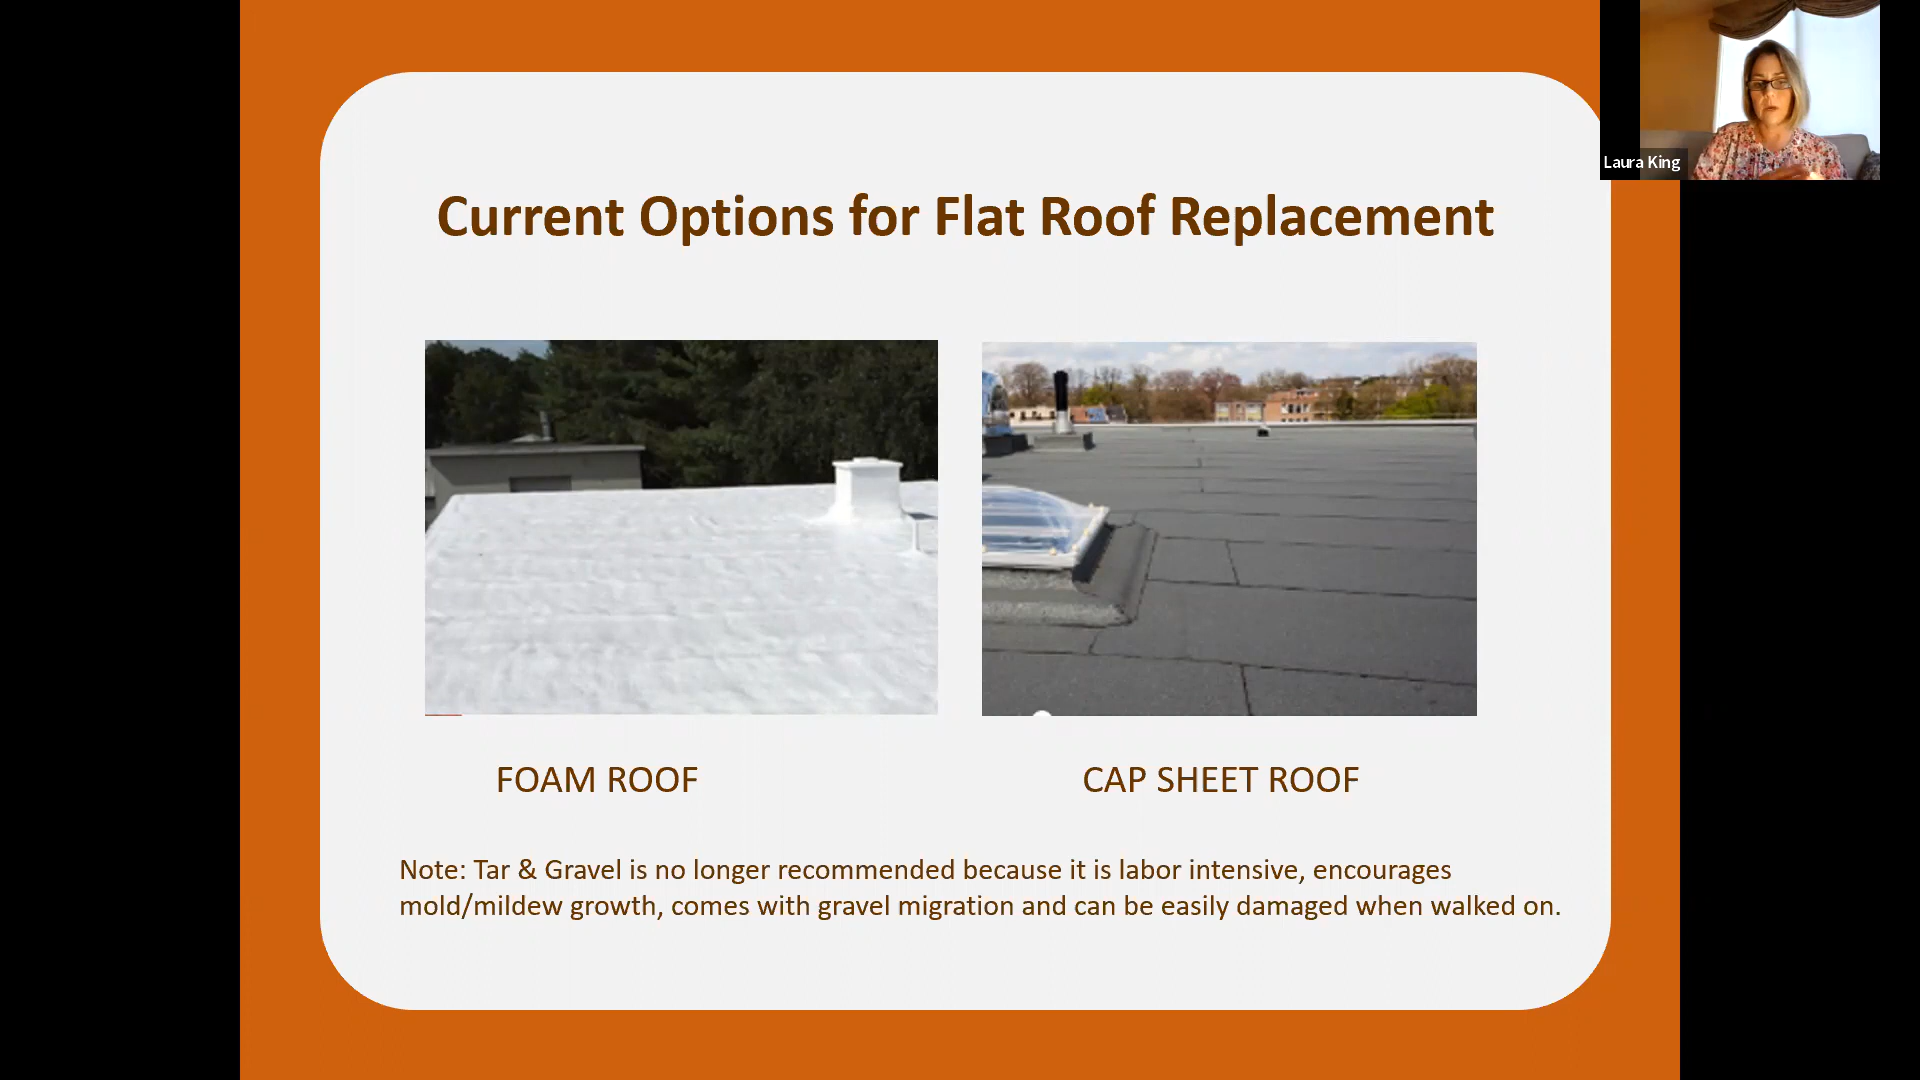 Current Options for Flat Roof Replacement
Laura King
FOAM ROOF
CAP SHEET ROOF
Note: Tar & Gravel is no longer recommended because it is labor intensive, encourages
mold/mildew growth, comes with gravel migration and can be easily damaged when walked on.